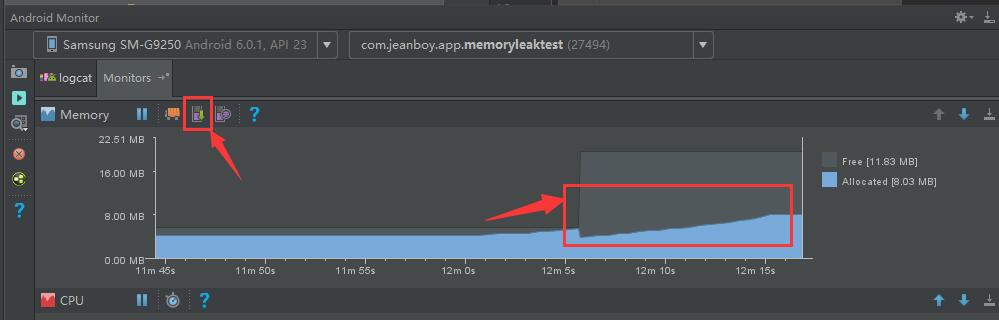 Android Monitor
Samsung SM-G9250 Android 6.0.1, API 23
com.jeanboy.app.memoryleaktest (27494)
logcat
Monitors
Memory
?
22.51 MB
16.00 MB
8.00 MB
0.00 MB
Free [11.83 MB]
Allocated [8.03 MB]
11m 45s
11m 50s
11m 55s
12m 0s
12m 5s
12m 10s
12m 15s
?
CPU
?